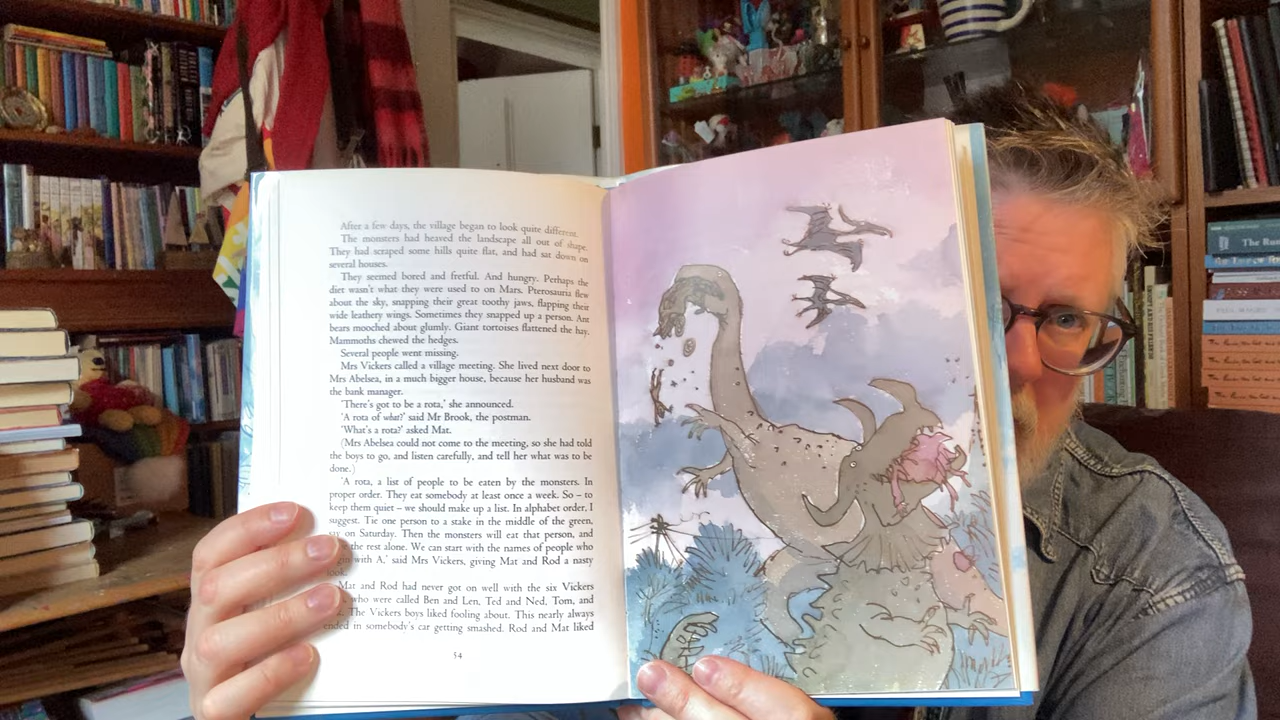 After a few days, the village began to look quite different.
The monsters had heaved the landscape all out of shape.
They had scraped some hills quite flat, and had sat down on
several houses.
They seemed bored and fretful. And hungry. Perhaps the
diet wasn't what they were used to on Mars. Pterosauria flew
about the sky, snapping their great toothy jaws, flapping their
wide leathery wings. Sometimes they snapped up a person. Ant
bears mooched about glumly. Giant tortoises flattened the hay.
Mammoths chewed the hedges.
Several people went missing.
Mrs Vickers called a village meeting. She lived next door to
Mrs Abelsea, in a much bigger house, because her husband was
the bank manager.
'There's got to be a rota,' she announced.
'A rota of what?' said Mr Brook, the postman.
'What's a rota?' asked Mat.
(Mrs Abelsea could not come to the meeting, so she had told
the boys to go, and listen carefully, and tell her what was to be
done.)
'A rota, a list of people to be eaten by the monsters. In
proper order. They eat somebody at least once a week. So – to
keep them quiet – we should make up a list. In alphabet order, I
suggest. Tie one person to a stake in the middle of the green,
say on Saturday. Then the monsters will eat that person, and
the rest alone. We can start with the names of people who
with A,' said Mrs Vickers, giving Mat and Rod a nasty
look.
Mat and Rod had never got on well with the six Vickers
who were called Ben and Len, Ted and Ned, Tom, and
The Vickers boys liked fooling about. This nearly always
ended in somebody's car getting smashed. Rod and Mat liked
54